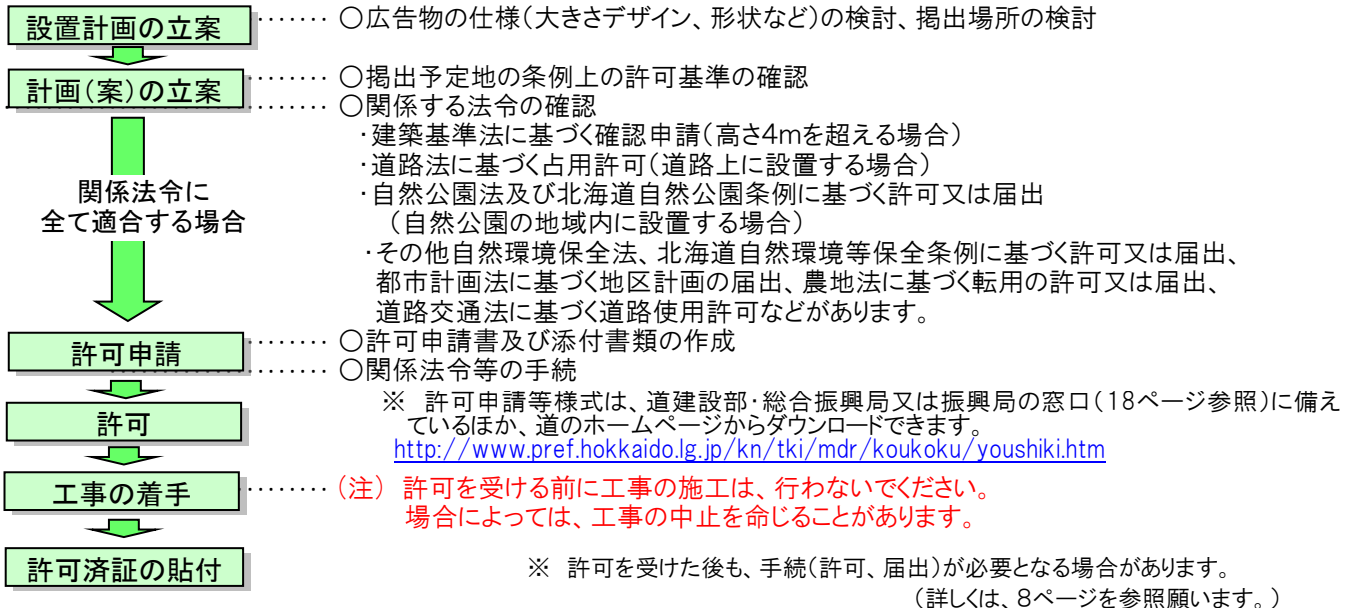 設置計画の立案 ‥‥‥ ○広告物の仕様（大きさデザイン、形状など）の検討、掲出場所の検討
計画（案）の立案 ‥‥‥ ○掲出予定地の条例上の許可基準の確認
○関係する法令の確認
・建築基準法に基づく確認申請（高さ4mを超える場合）
・道路法に基づく占用許可（道路上に設置する場合）
・自然公園法及び北海道自然公園条例に基づく許可又は届出
（自然公園の地域内に設置する場合）
・その他自然環境保全法、北海道自然環境等保全条例に基づく許可又は届出、
都市計画法に基づく地区計画の届出、農地法に基づく転用の許可又は届出、
道路交通法に基づく道路使用許可などがあります。
関係法令に
全て適合する場合
許可申請 ‥‥‥ ○許可申請書及び添付書類の作成
○関係法令等の手続
※ 許可申請等様式は、道建設部・総合振興局又は振興局の窓口（18ページ参照）に備え
ているほか、道のホームページからダウンロードできます。
http://www.pref.hokkaido.lg.jp/kn/tki/mdr/koukoku/youshiki.htm
許可
工事の着手 ‥‥‥ （注） 許可を受ける前に工事の施工は、行わないでください。
場合によっては、工事の中止を命じることがあります。
許可済証の貼付
※ 許可を受けた後も、手続（許可、届出）が必要となる場合があります。
（詳しくは、8ページを参照願います。）